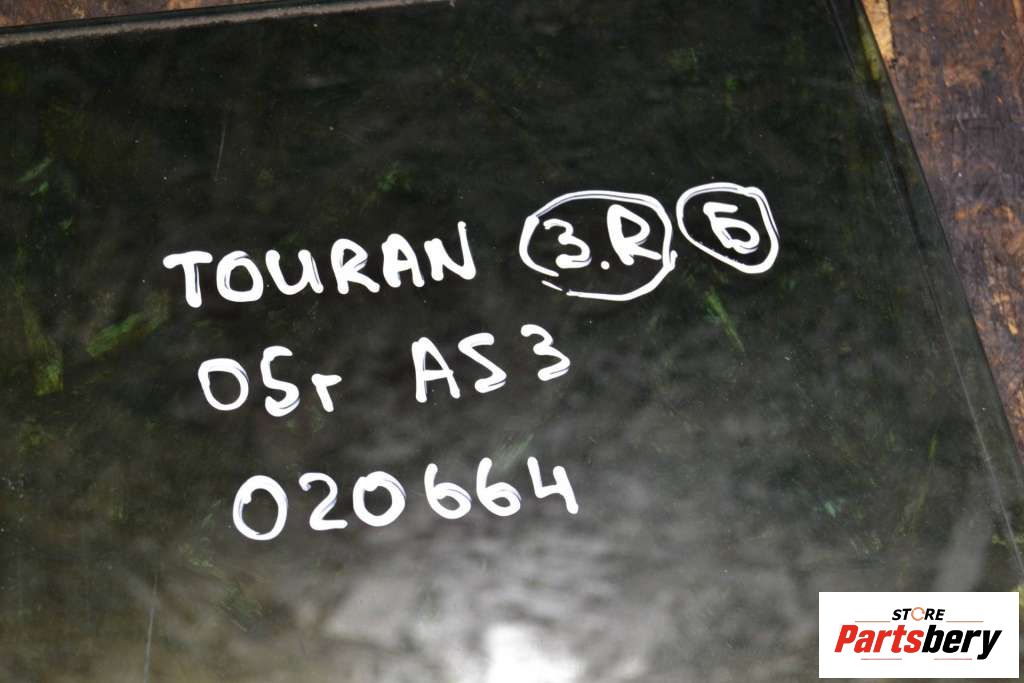 TOURAN 3.R Б
05г AS3
020664
STORE
Partsbery